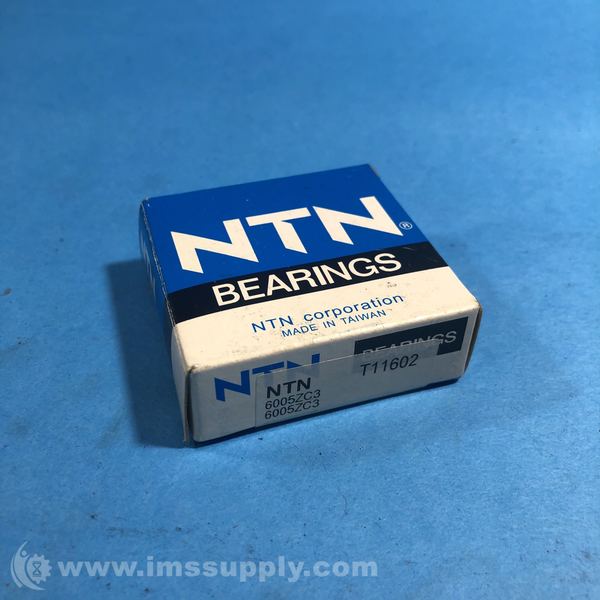 NTN®
BEARINGS
NTN corporation
MADE IN TAIWAN
NTN
BEARINGS
NTN
6005ZC3
6005ZC3
T11602
www.imssupply.com